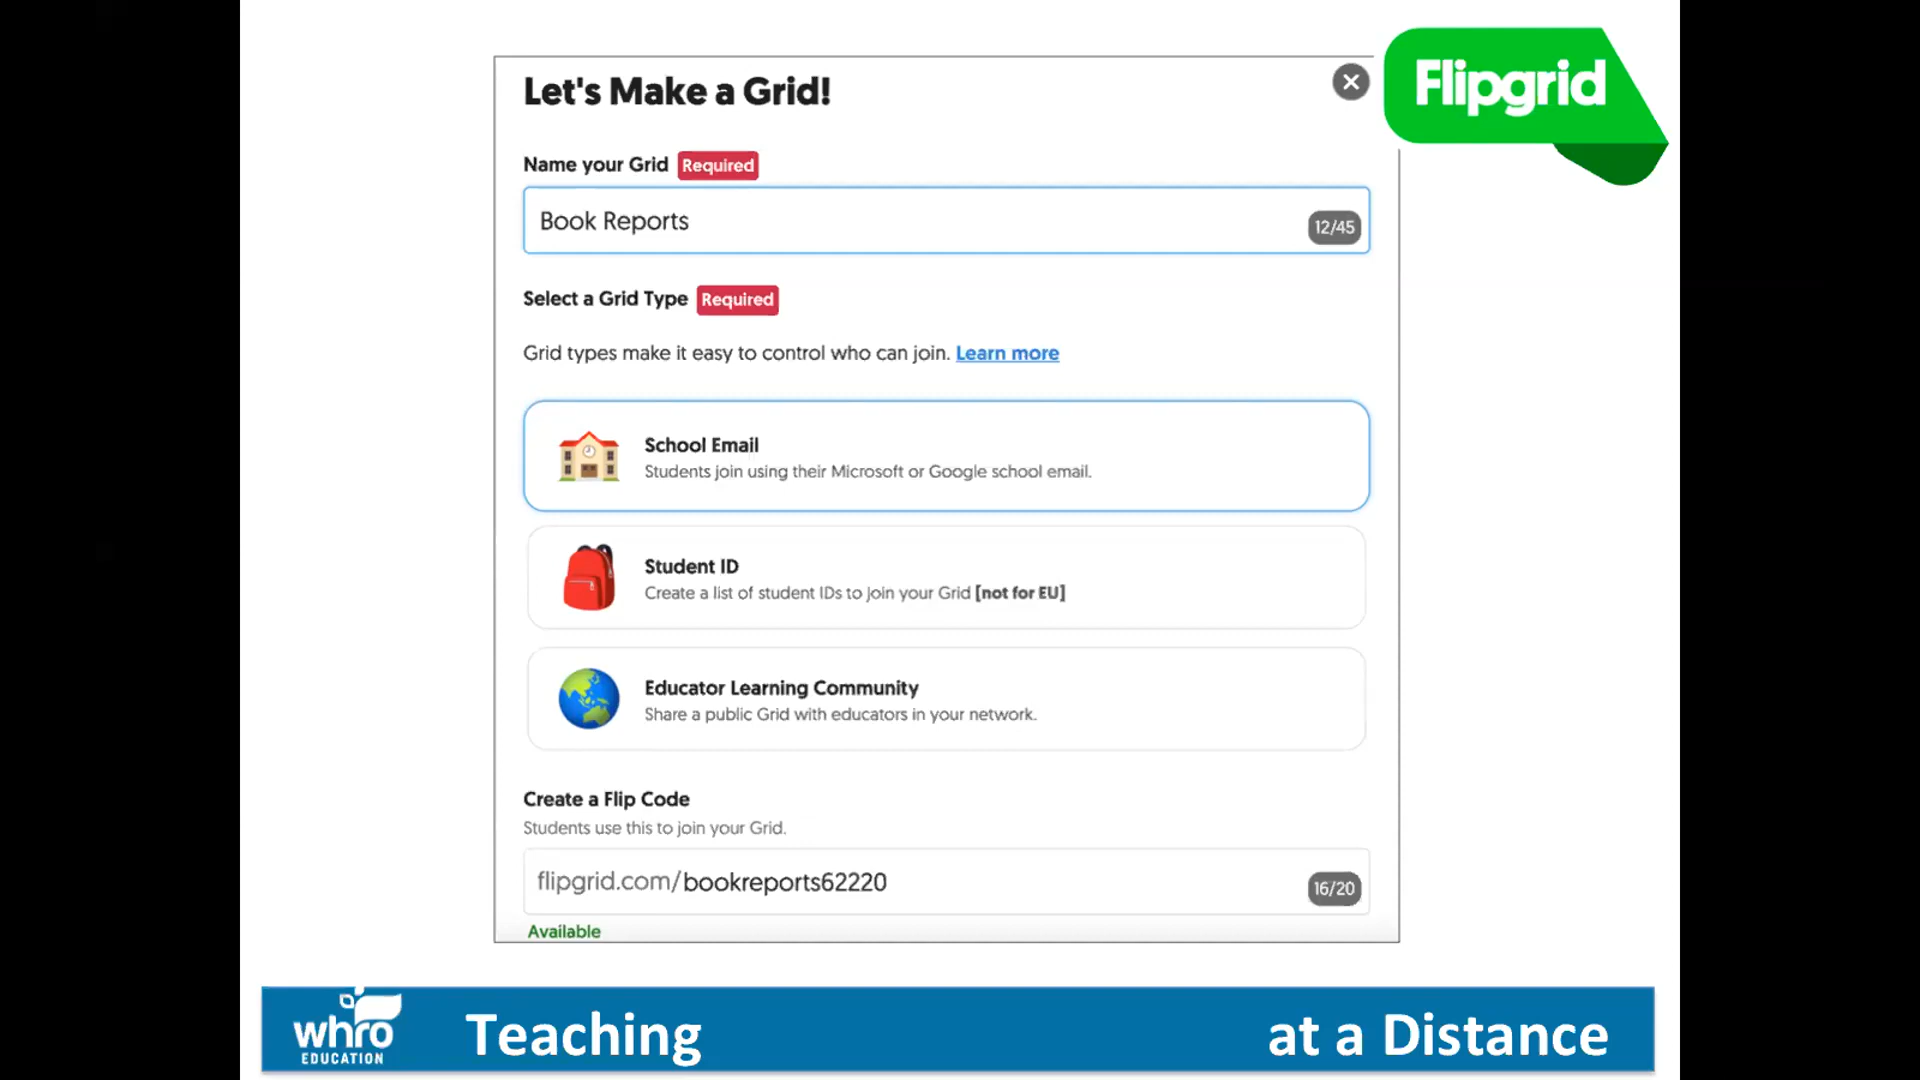 Let's Make a Grid!
Flipgrid
Name your Grid Required
Book Reports 12/45
Select a Grid Type Required
Grid types make it easy to control who can join. Learn more
School Email
Students join using their Microsoft or Google school email.
Student ID
Create a list of student IDs to join your Grid [not for EU]
Educator Learning Community
Share a public Grid with educators in your network.
Create a Flip Code
Students use this to join your Grid.
flipgrid.com/bookreports62220 16/20
Available
whro
EDUCATION
Teaching at a Distance